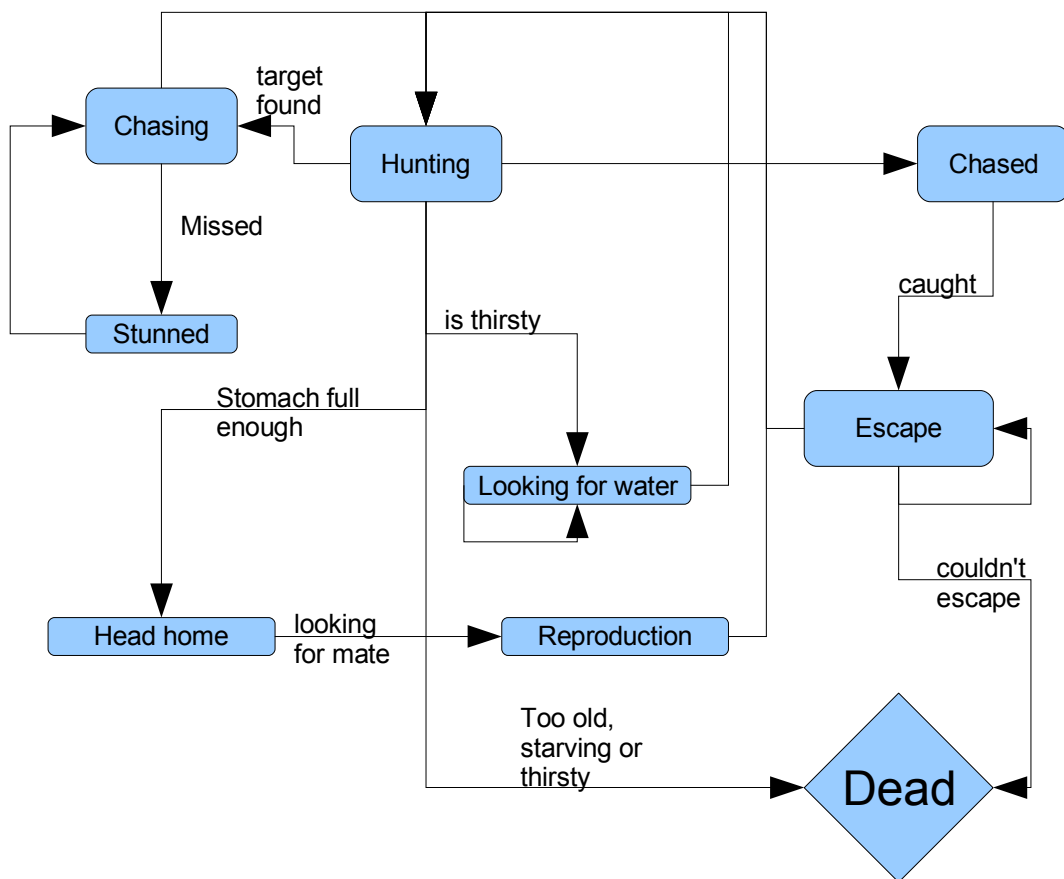 target
found
Chasing
Hunting
Chased
Missed
caught
is thirsty
Stunned
Stomach full
enough
Escape
Looking for water
couldn't
escape
Head home
looking
for mate
Reproduction
Too old,
starving or
thirsty
Dead